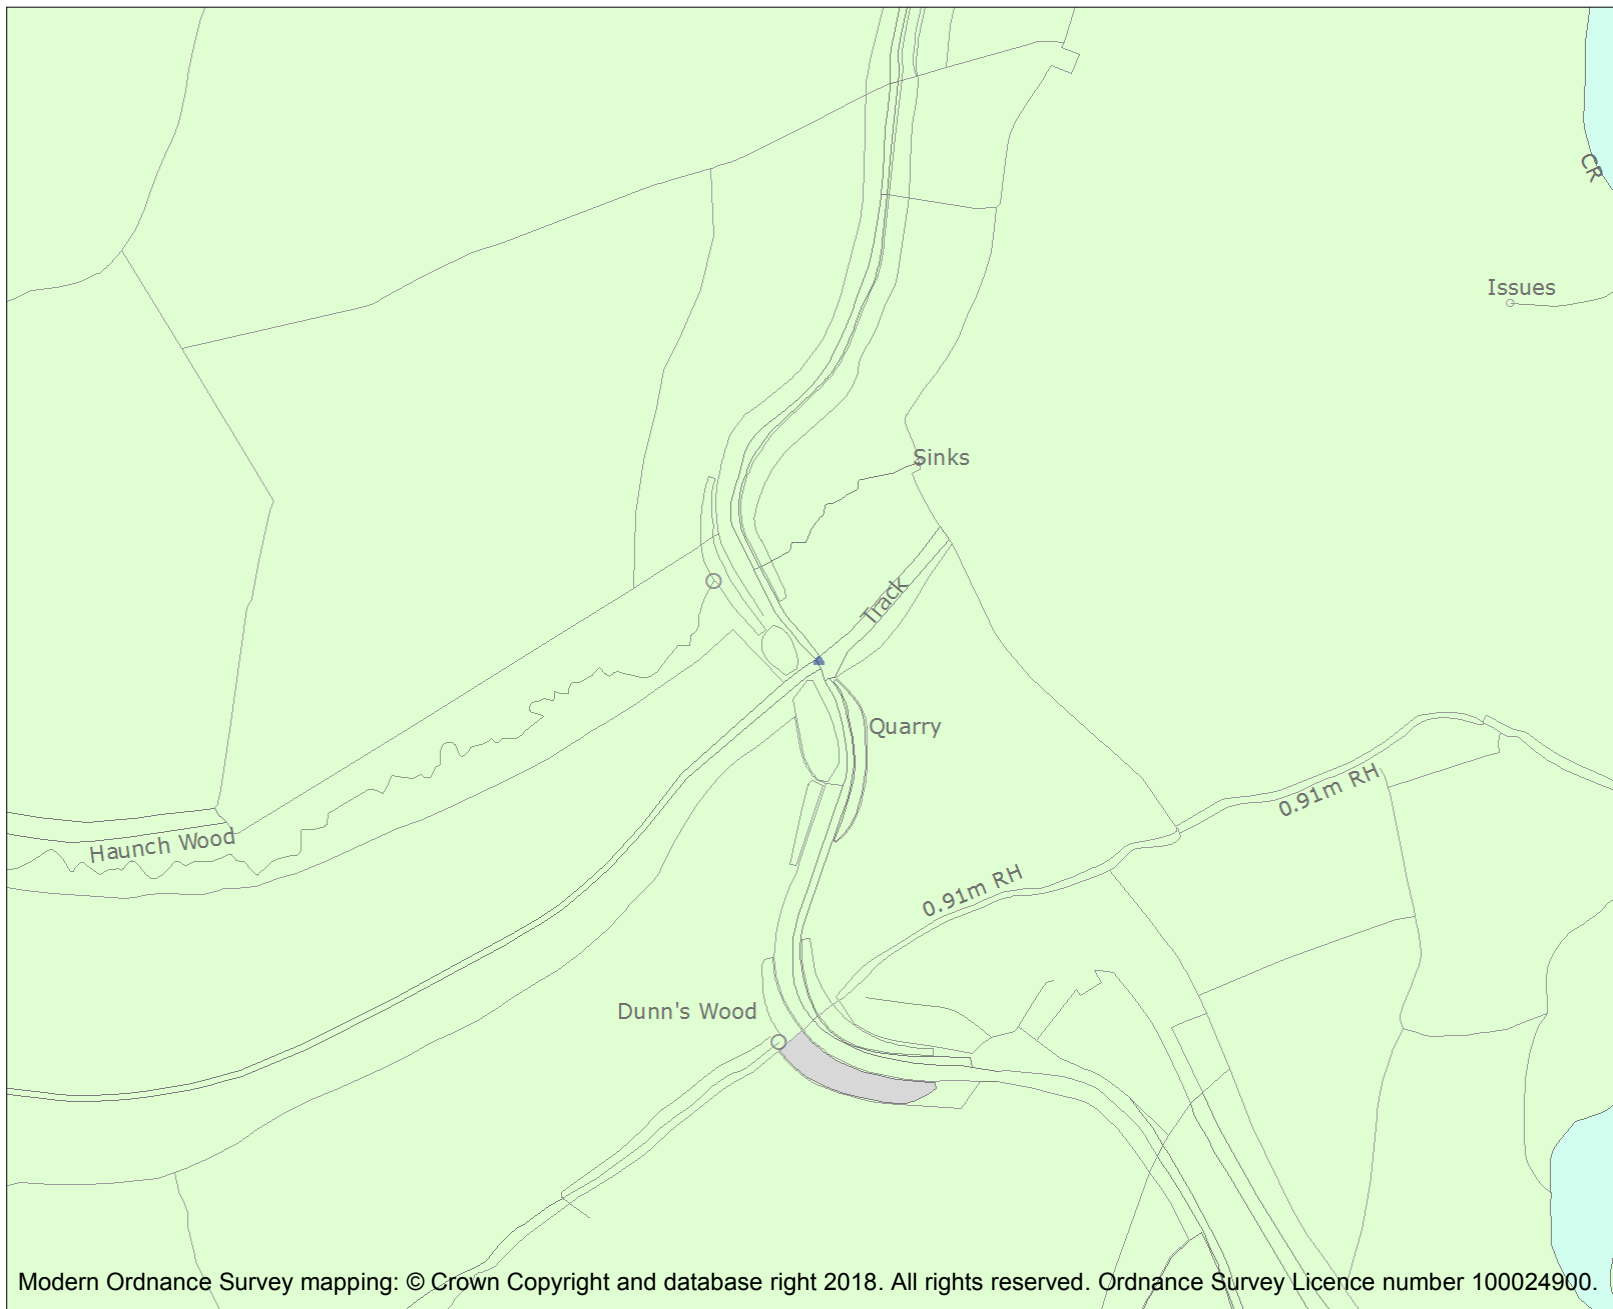 CR
Issues
Sinks
Track
Quarry
0.91m RH
Haunch Wood
0.91m RH
Dunn's Wood
Modern Ordnance Survey mapping: © Crown Copyright and database right 2018. All rights reserved. Ordnance Survey Licence number 100024900.